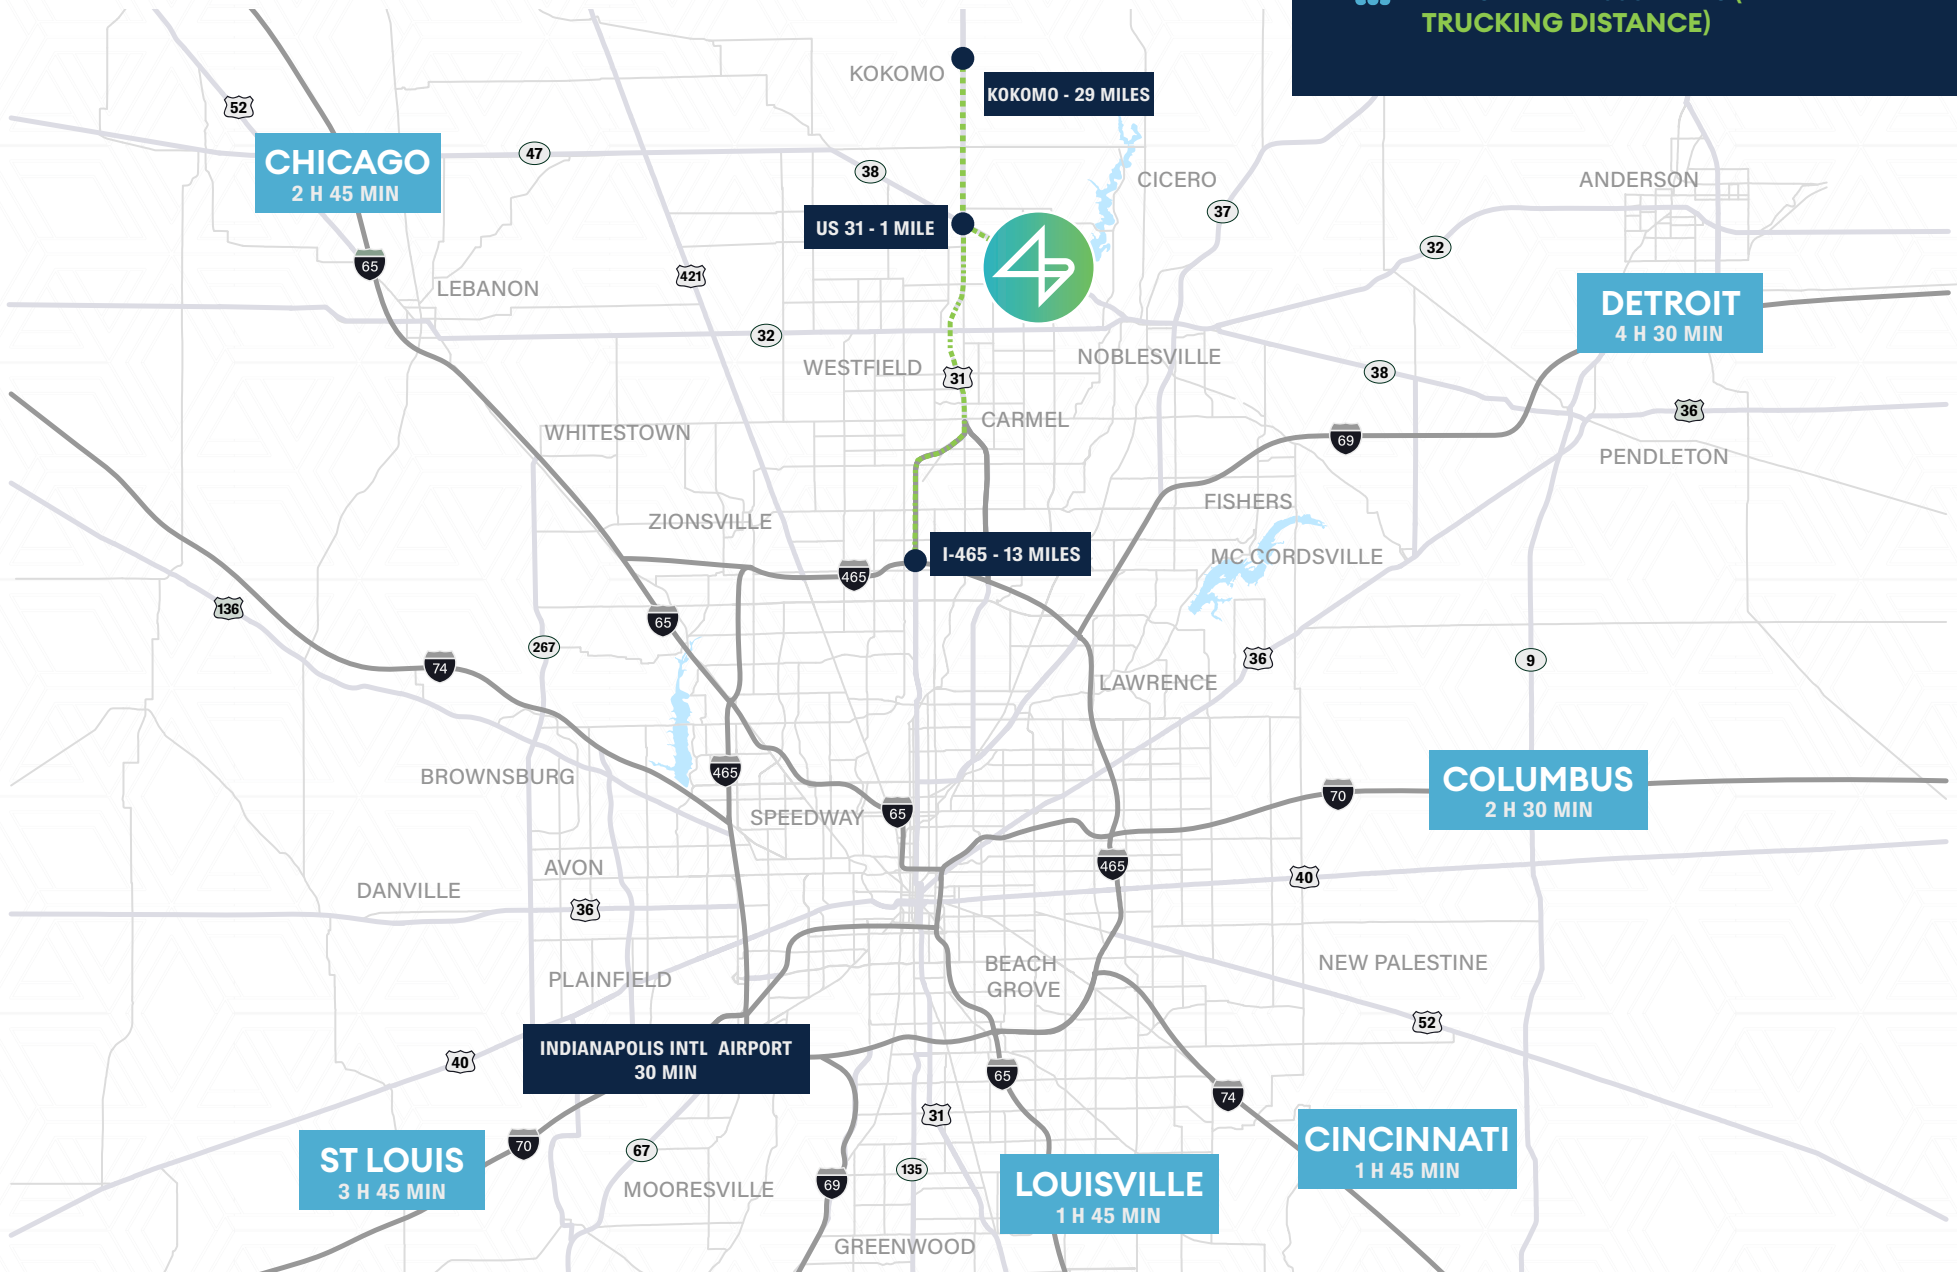 TRUCKING DISTANCE)
KOKOMO
KOKOMO - 29 MILES
52
CHICAGO
2 H 45 MIN
47
38
CICERO
ANDERSON
37
US 31 - 1 MILE
32
65
LEBANON
421
DETROIT
4 H 30 MIN
32
WESTFIELD
NOBLESVILLE
31
38
36
CARMEL
WHITESTOWN
69
PENDLETON
FISHERS
ZIONSVILLE
I-465 - 13 MILES
MC CORDSVILLE
465
136
65
267
36
9
74
LAWRENCE
465
BROWNSBURG
COLUMBUS
2 H 30 MIN
70
SPEEDWAY
65
465
AVON
40
DANVILLE
36
BEACH
GROVE
NEW PALESTINE
PLAINFIELD
52
INDIANAPOLIS INTL AIRPORT
30 MIN
40
65
74
31
CINCINNATI
1 H 45 MIN
70
67
ST LOUIS
3 H 45 MIN
135
69
MOORESVILLE
LOUISVILLE
1 H 45 MIN
GREENWOOD